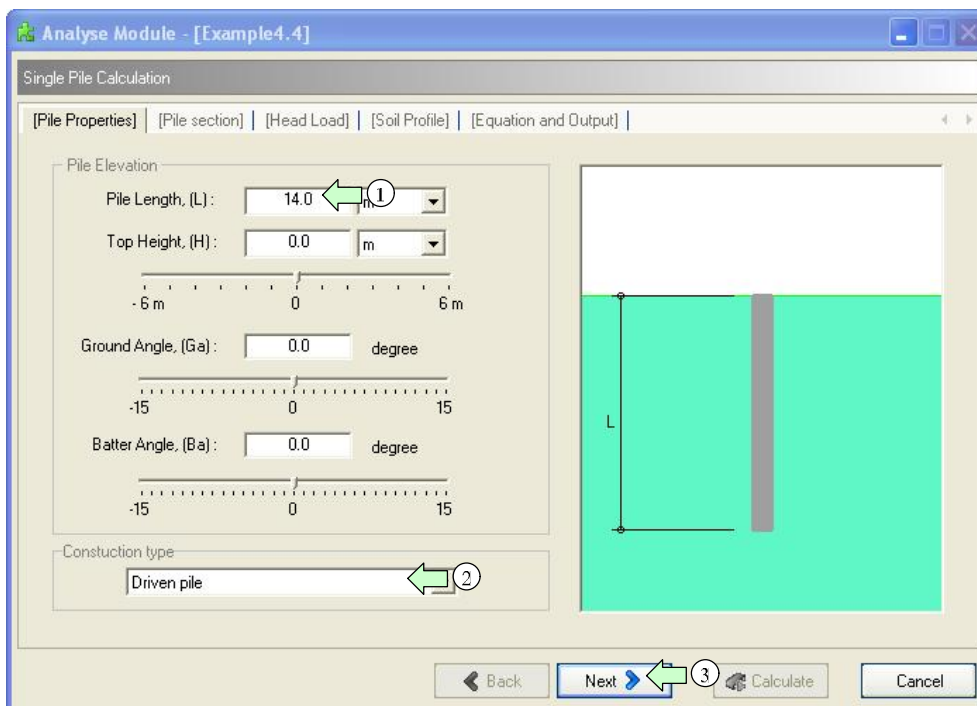 Analyse Module - [Example4.4]
Single Pile Calculation
[Pile Properties] [Pile section] [Head Load] [Soil Profile] [Equation and Output]
Pile Elevation
Pile Length, (L) : 14.0 m 1
Top Height, (H) : 0.0 m
- 6 m 0 6 m
Ground Angle, (Ga) : 0.0 degree
-15 0 15
Batter Angle, (Ba) : 0.0 degree
-15 0 15
L
Constuction type
Driven pile 2
Back Next 3 Calculate Cancel